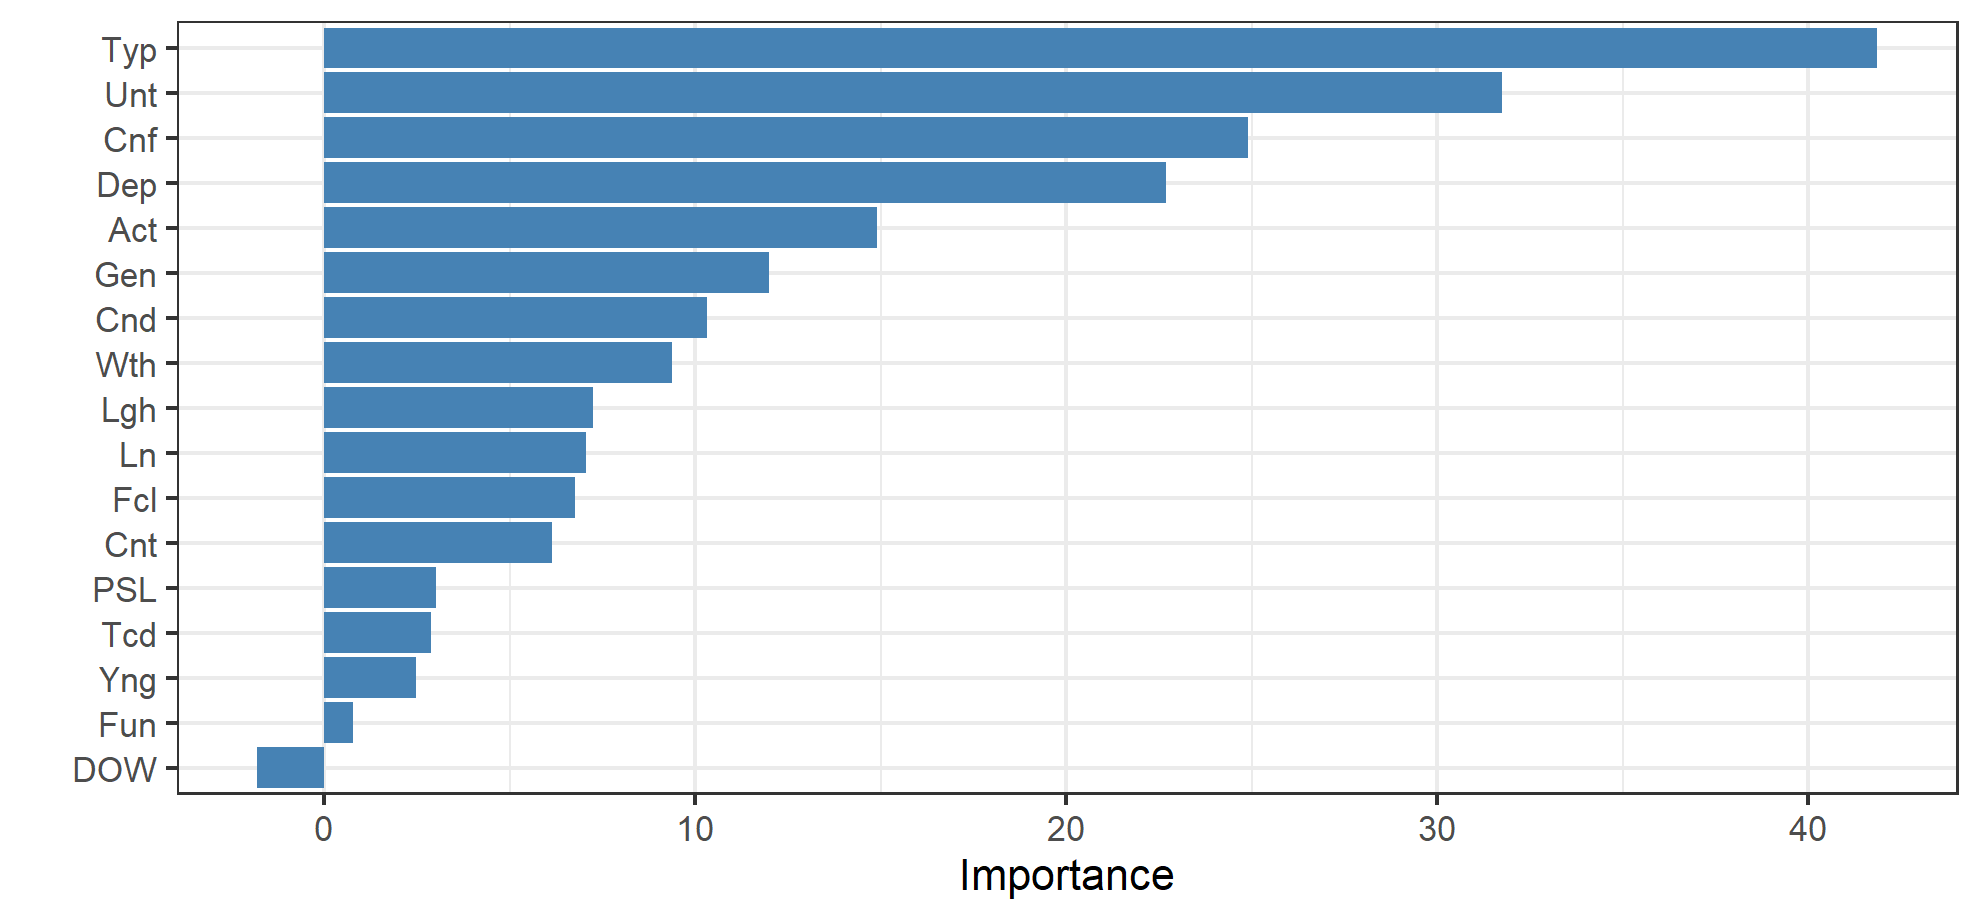 Typ
Unt
Cnf
Dep
Act
Gen
Cnd
Wth
Lgh
Ln
Fcl
Cnt
PSL
Tcd
Yng
Fun
DOW
0 10 20 30 40
Importance